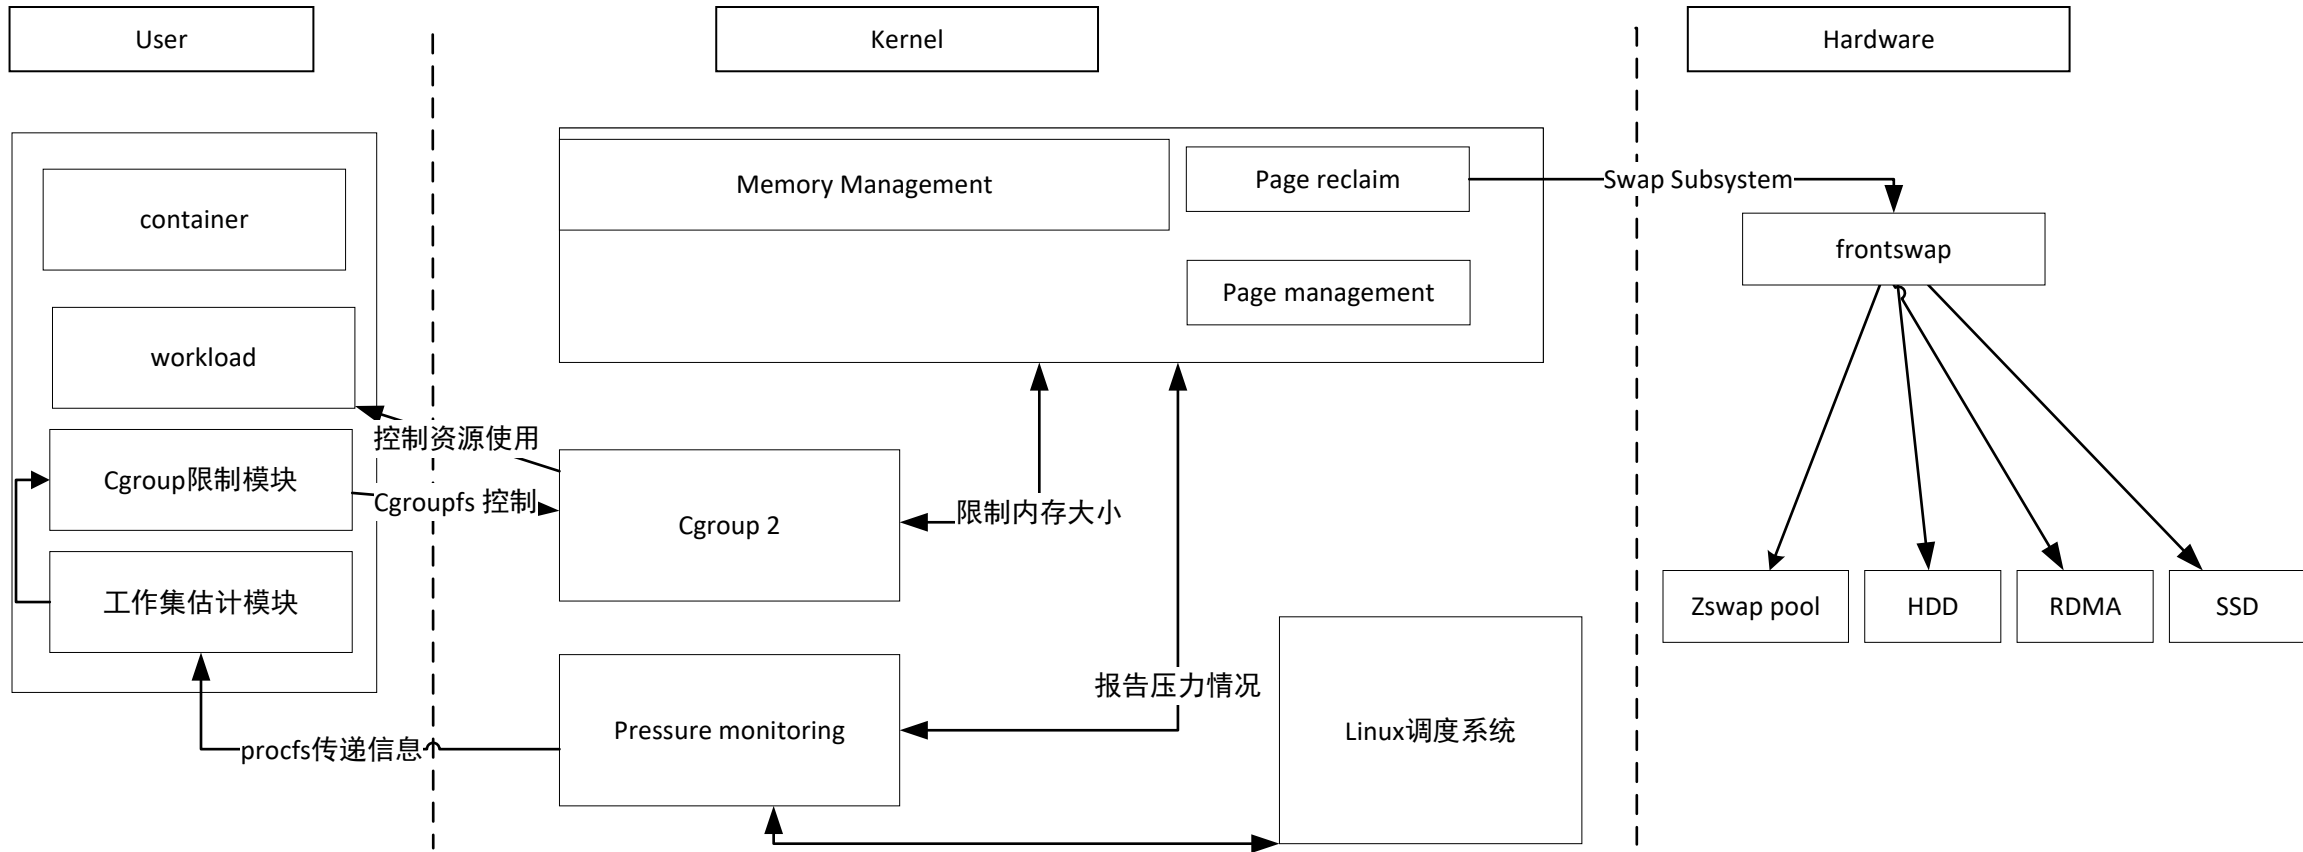 User
Kernel
Hardware
container
workload
Cgroup限制模块
工作集估计模块
Memory Management
Page reclaim
Page management
Swap Subsystem
控制资源使用
Cgroupfs 控制
Cgroup 2
限制内存大小
Pressure monitoring
报告压力情况
procfs传递信息
Linux调度系统
frontswap
Zswap pool
HDD
RDMA
SSD